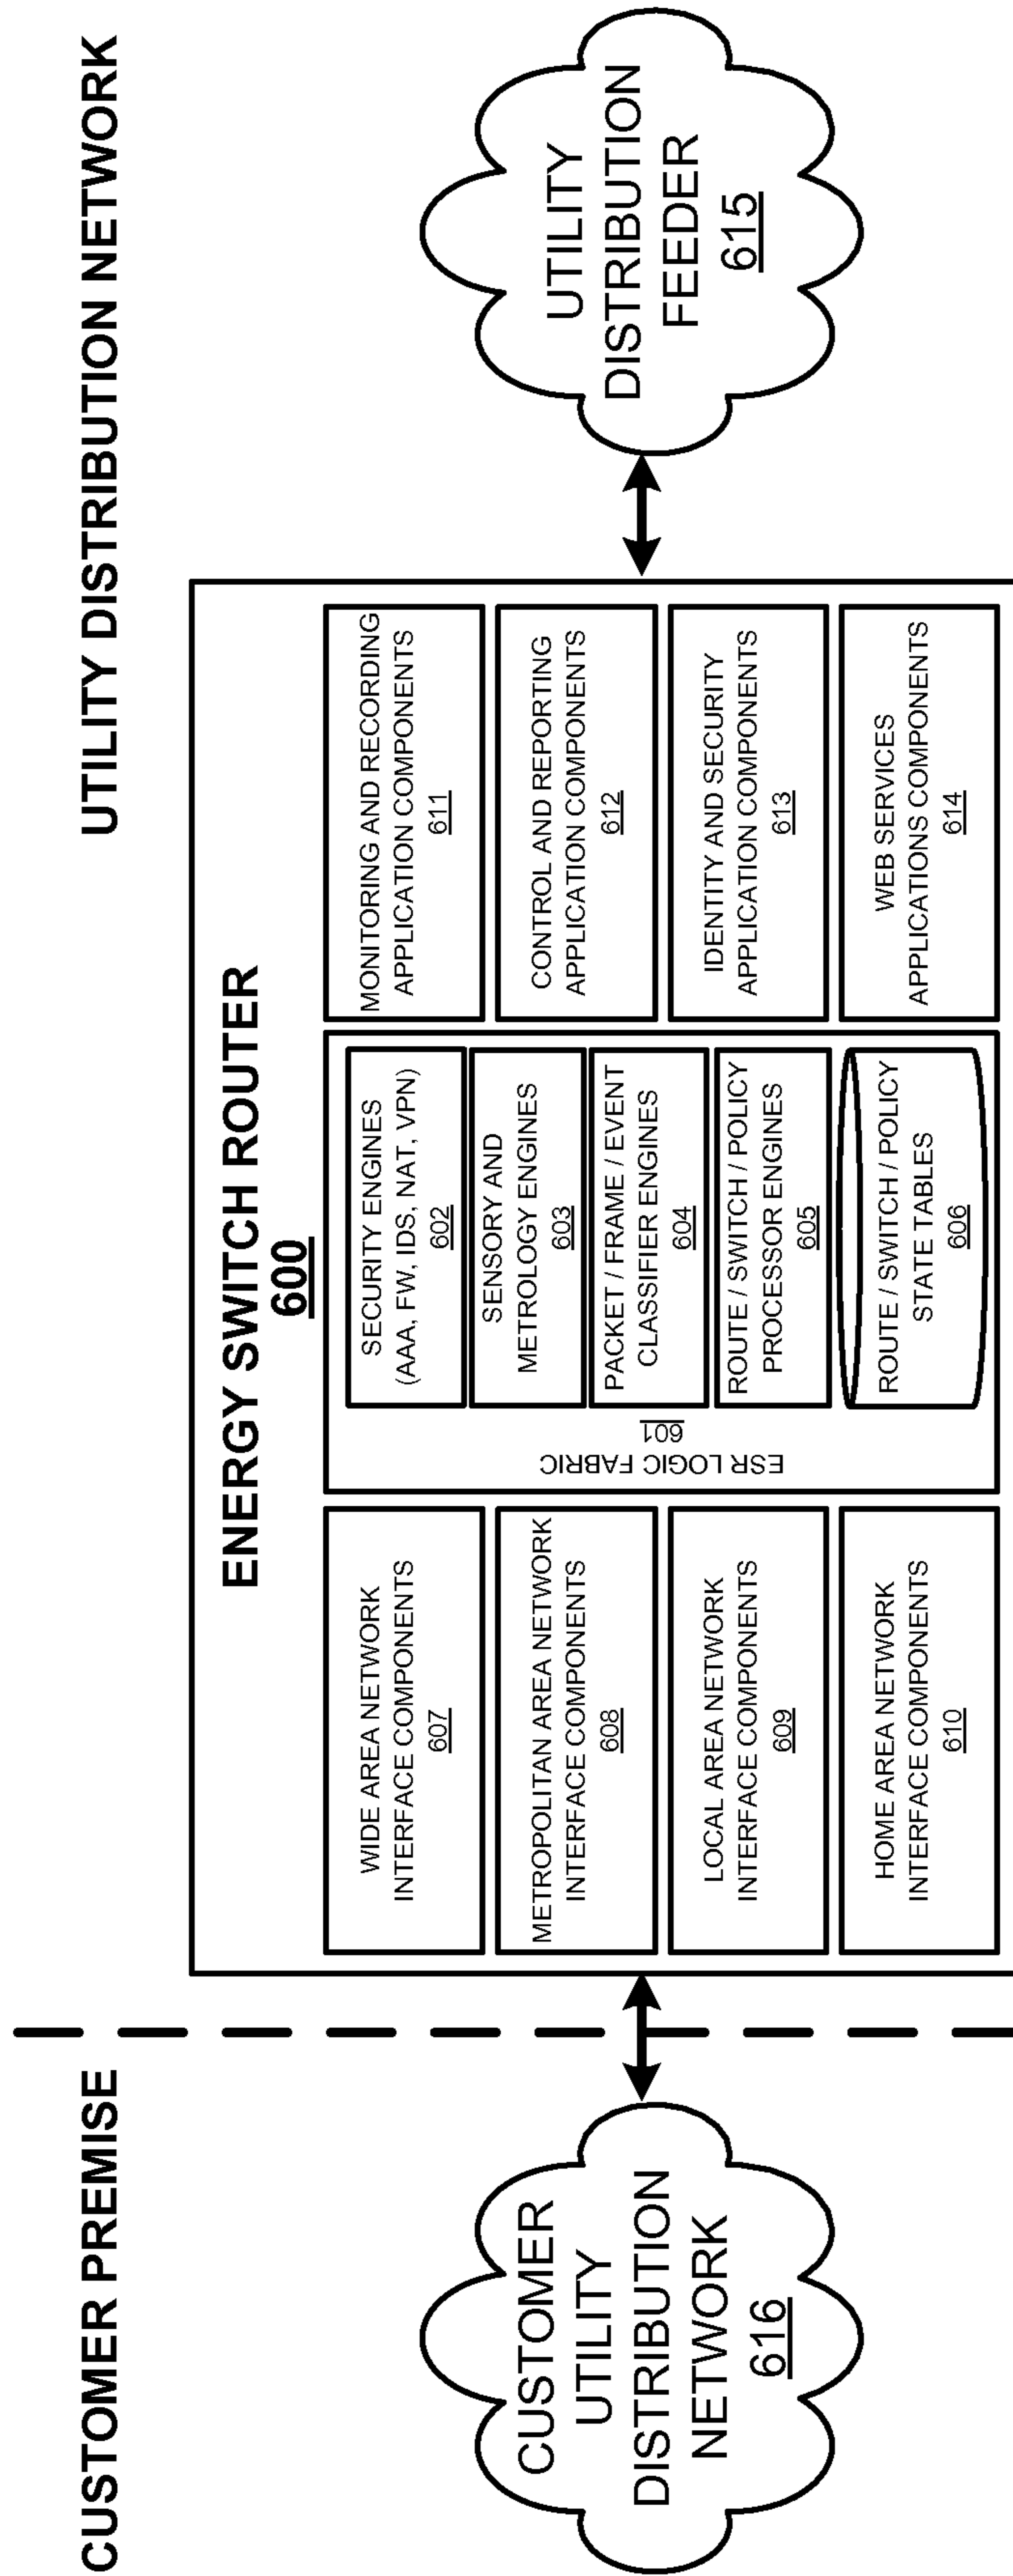 CUSTOMER PREMISE
UTILITY DISTRIBUTION NETWORK
CUSTOMER
UTILITY
DISTRIBUTION
NETWORK
616
ENERGY SWITCH ROUTER
600
WIDE AREA NETWORK
INTERFACE COMPONENTS
607
METROPOLITAN AREA NETWORK
INTERFACE COMPONENTS
608
LOCAL AREA NETWORK
INTERFACE COMPONENTS
609
HOME AREA NETWORK
INTERFACE COMPONENTS
610
ESR LOGIC FABRIC
601
SECURITY ENGINES
(AAA, FW, IDS, NAT, VPN)
602
SENSORY AND
METROLOGY ENGINES
603
PACKET / FRAME / EVENT
CLASSIFIER ENGINES
604
ROUTE / SWITCH / POLICY
PROCESSOR ENGINES
605
ROUTE / SWITCH / POLICY
STATE TABLES
606
MONITORING AND RECORDING
APPLICATION COMPONENTS
611
CONTROL AND REPORTING
APPLICATION COMPONENTS
612
IDENTITY AND SECURITY
APPLICATION COMPONENTS
613
WEB SERVICES
APPLICATIONS COMPONENTS
614
UTILITY
DISTRIBUTION
FEEDER
615